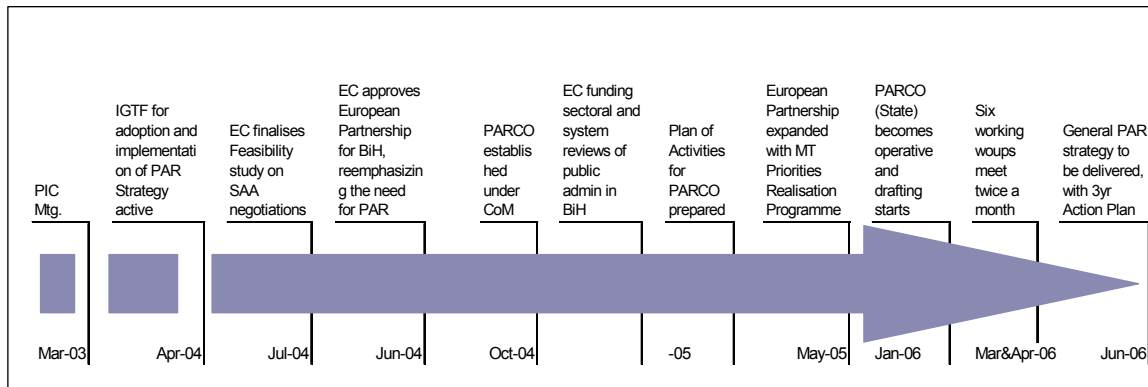 PIC
Mtg.
IGTF for
adoption and
implementati
on of PAR
Strategy
active
EC finalises
Feasibility
study on
SAA
negotiations
EC approves
European
Partnership
for BiH,
reemphasizin
g the need
for PAR
PARCO
establis
hed
under
CoM
EC funding
sectoral and
system
reviews of
public
admin in
BiH
Plan of
Activities
for
PARCO
prepared
European
Partnership
expanded
with MT
Priorities
Realisation
Programme
PARCO
(State)
becomes
operative
and
drafting
starts
Six
working
woups
meet
twice a
month
General PAR
strategy to
be delivered,
with 3yr
Action Plan
Mar-03
Apr-04
Jul-04
Jun-04
Oct-04
-05
May-05
Jan-06
Mar&Apr-06
Jun-06